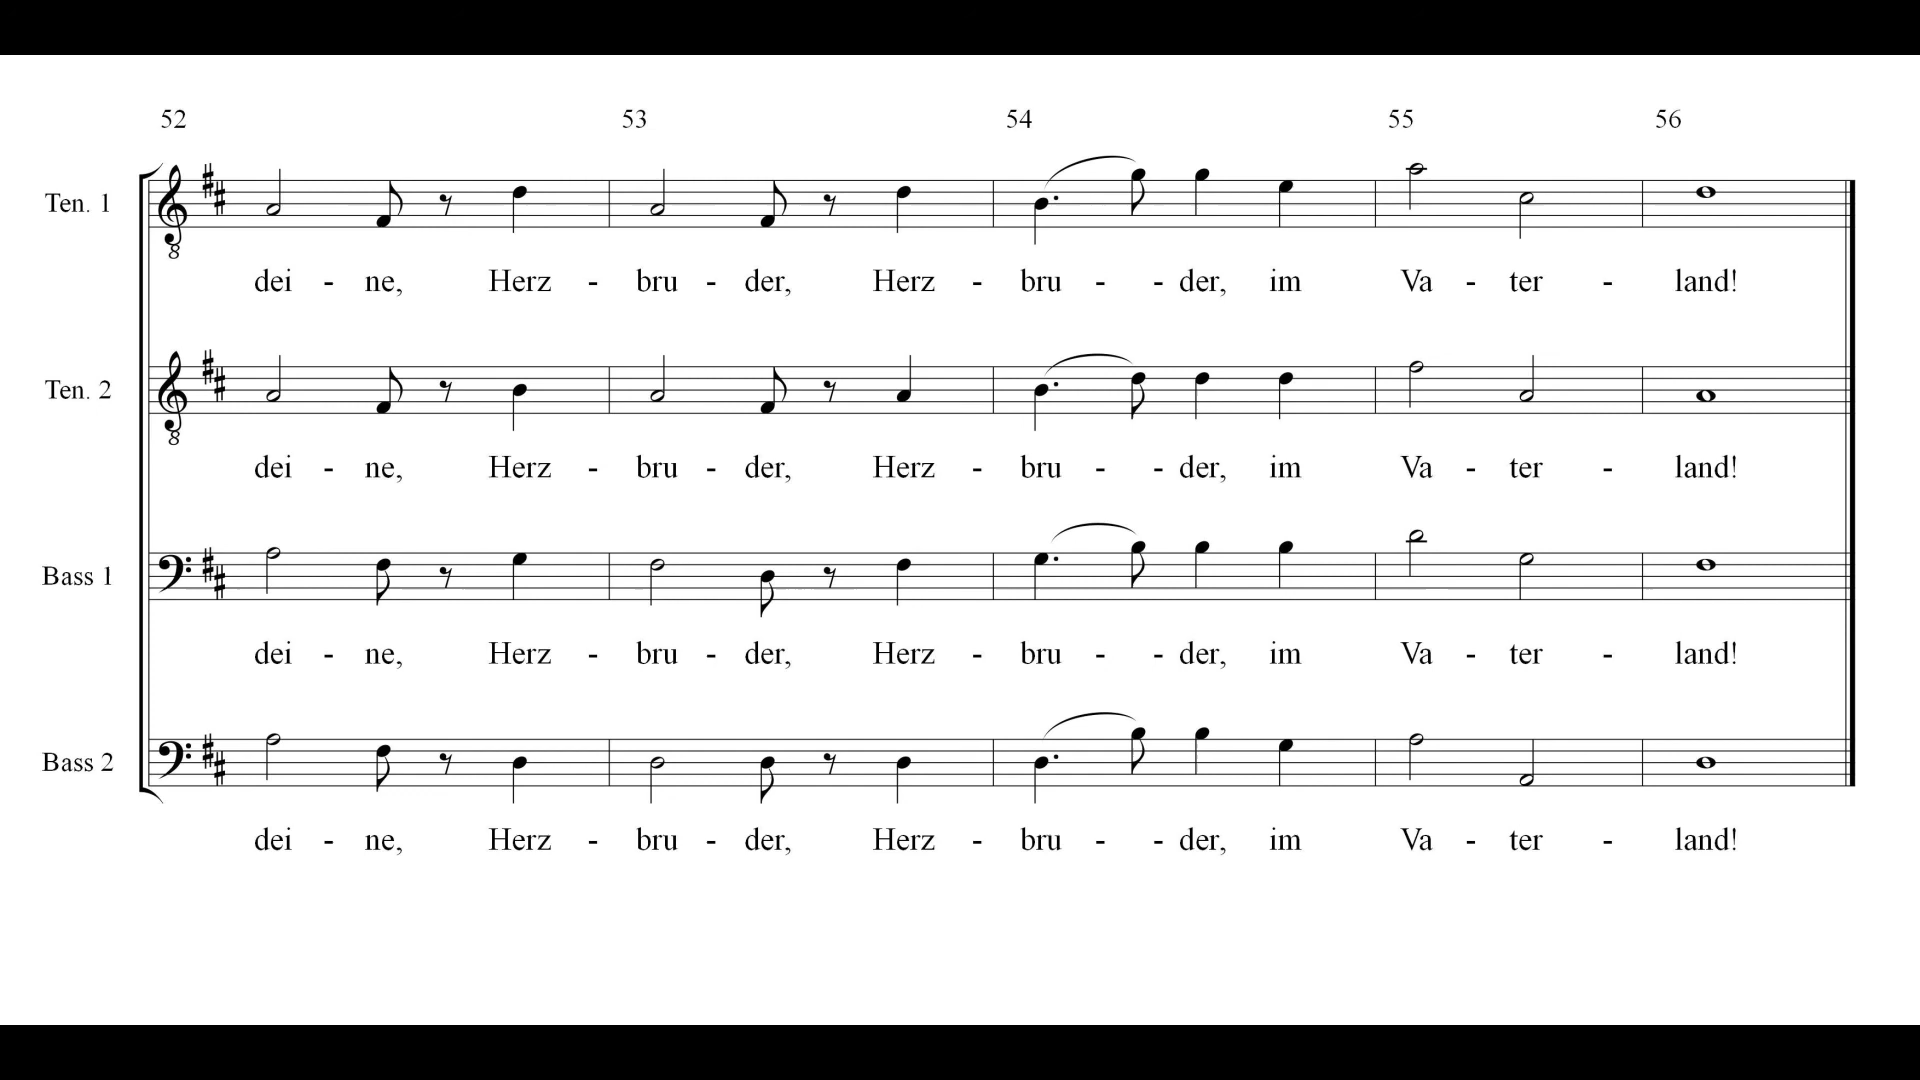 52 53 54 55 56
Ten. 1
8
dei - ne, Herz - bru - der, Herz - bru - - der, im Va - ter - land!
Ten. 2
8
dei - ne, Herz - bru - der, Herz - bru - - der, im Va - ter - land!
Bass 1
dei - ne, Herz - bru - der, Herz - bru - - der, im Va - ter - land!
Bass 2
dei - ne, Herz - bru - der, Herz - bru - - der, im Va - ter - land!